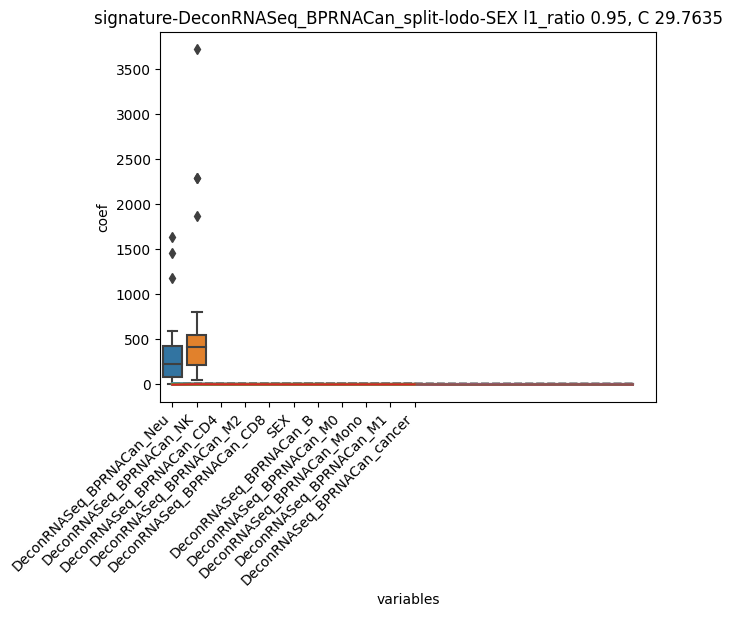 signature-DeconRNASeq_BPRNACan_split-lodo-SEX l1_ratio 0.95, C 29.7635
3500
3000
2500
2000
1500
1000
500
0
coef
DeconRNASeq_BPRNACan_Neu
DeconRNASeq_BPRNACan_NK
DeconRNASeq_BPRNACan_CD4
DeconRNASeq_BPRNACan_M2
DeconRNASeq_BPRNACan_CD8
SEX
DeconRNASeq_BPRNACan_B
DeconRNASeq_BPRNACan_M0
DeconRNASeq_BPRNACan_Mono
DeconRNASeq_BPRNACan_M1
DeconRNASeq_BPRNACan_cancer
variables